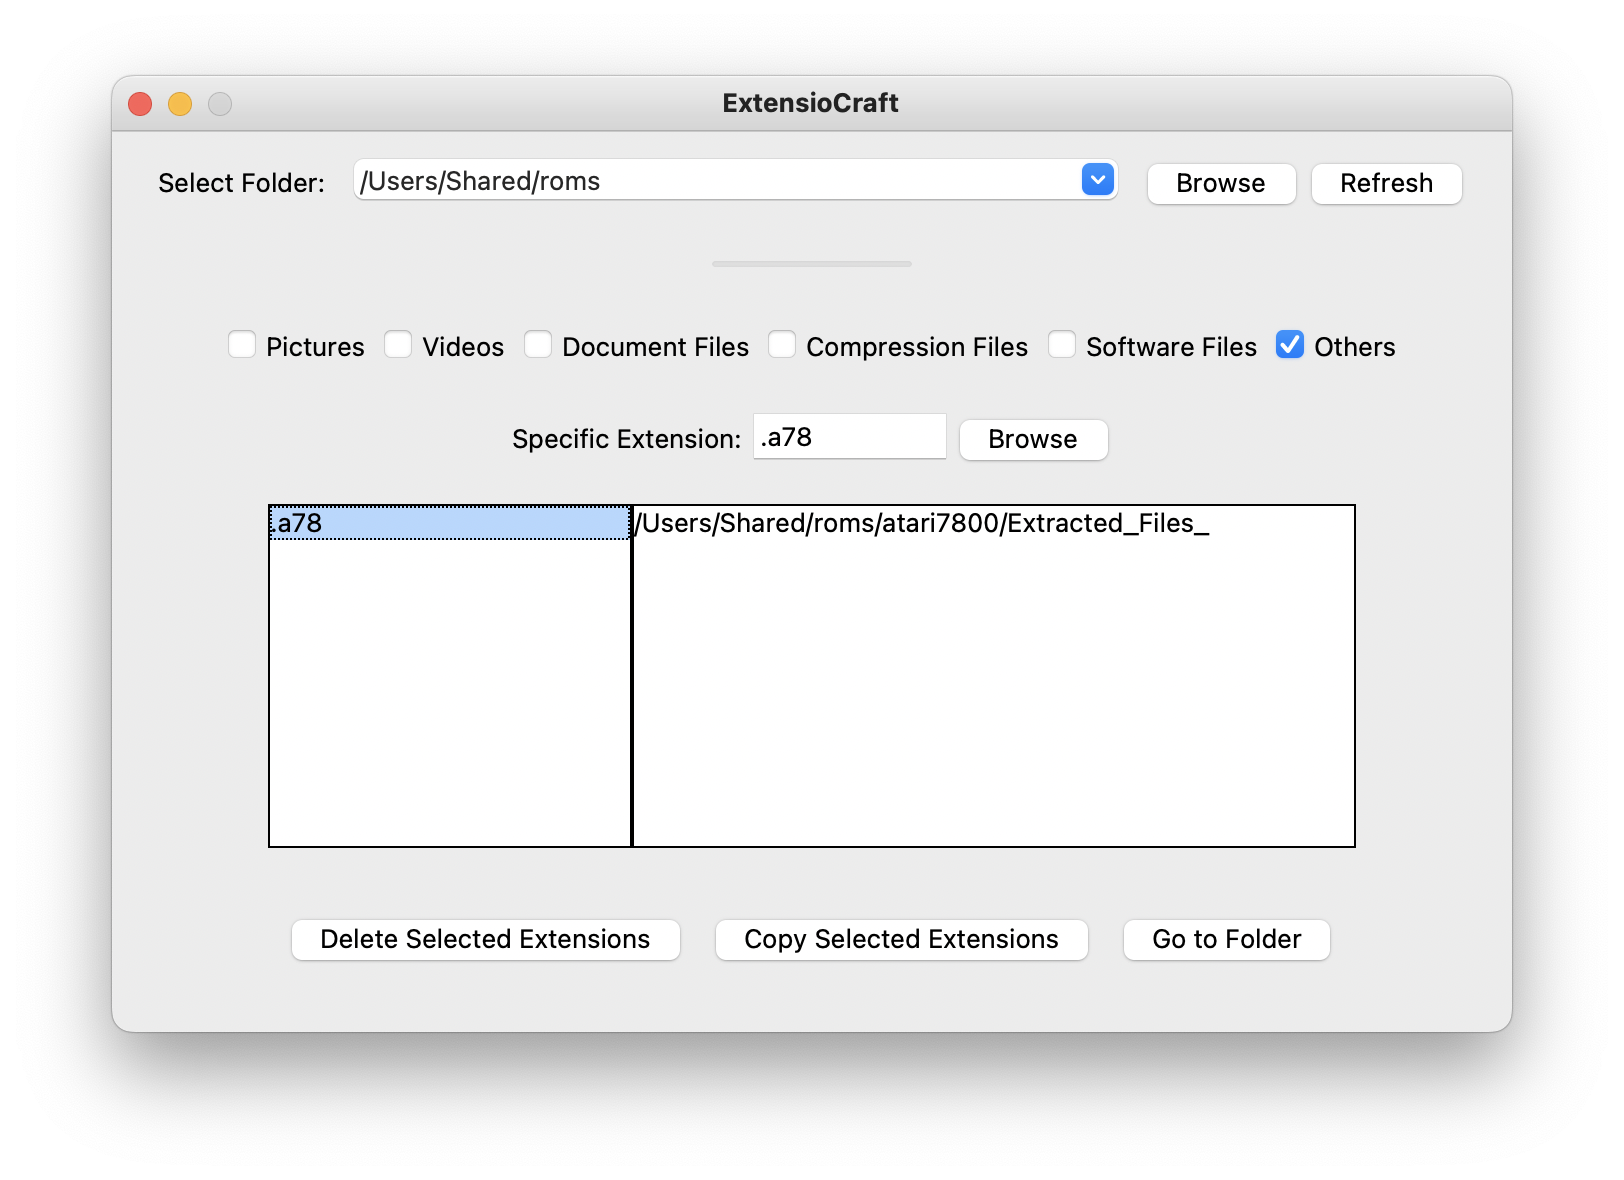 ExtensioCraft
Select Folder: /Users/Shared/roms Browse Refresh
Pictures Videos Document Files Compression Files Software Files Others
Specific Extension: .a78 Browse
.a78 /Users/Shared/roms/atari7800/Extracted_Files_
Delete Selected Extensions Copy Selected Extensions Go to Folder